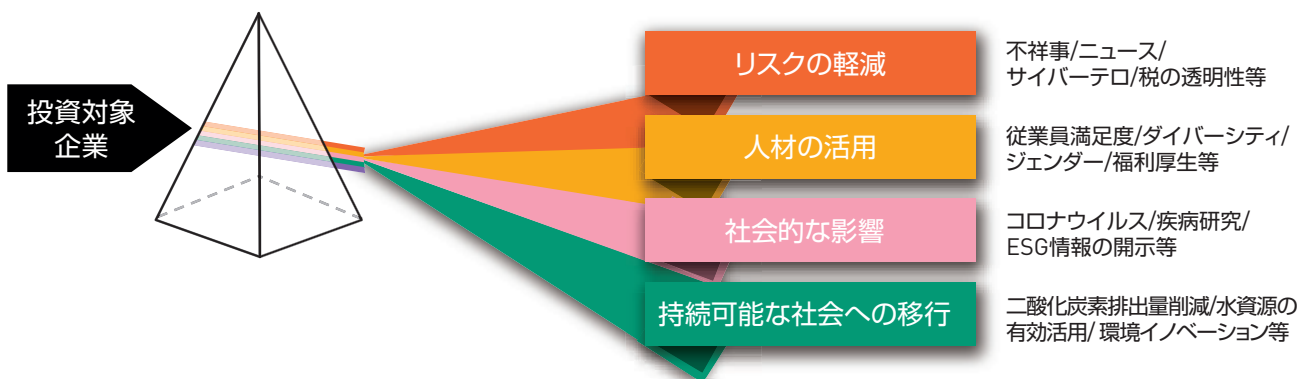 投資対象
企業
リスクの軽減
不祥事/ニュース/
サイバーテロ/税の透明性等
人材の活用
従業員満足度/ダイバーシティ/
ジェンダー/福利厚生等
社会的な影響
コロナウイルス/疾病研究/
ESG情報の開示等
持続可能な社会への移行
二酸化炭素排出量削減/水資源の
有効活用/ 環境イノベーション等